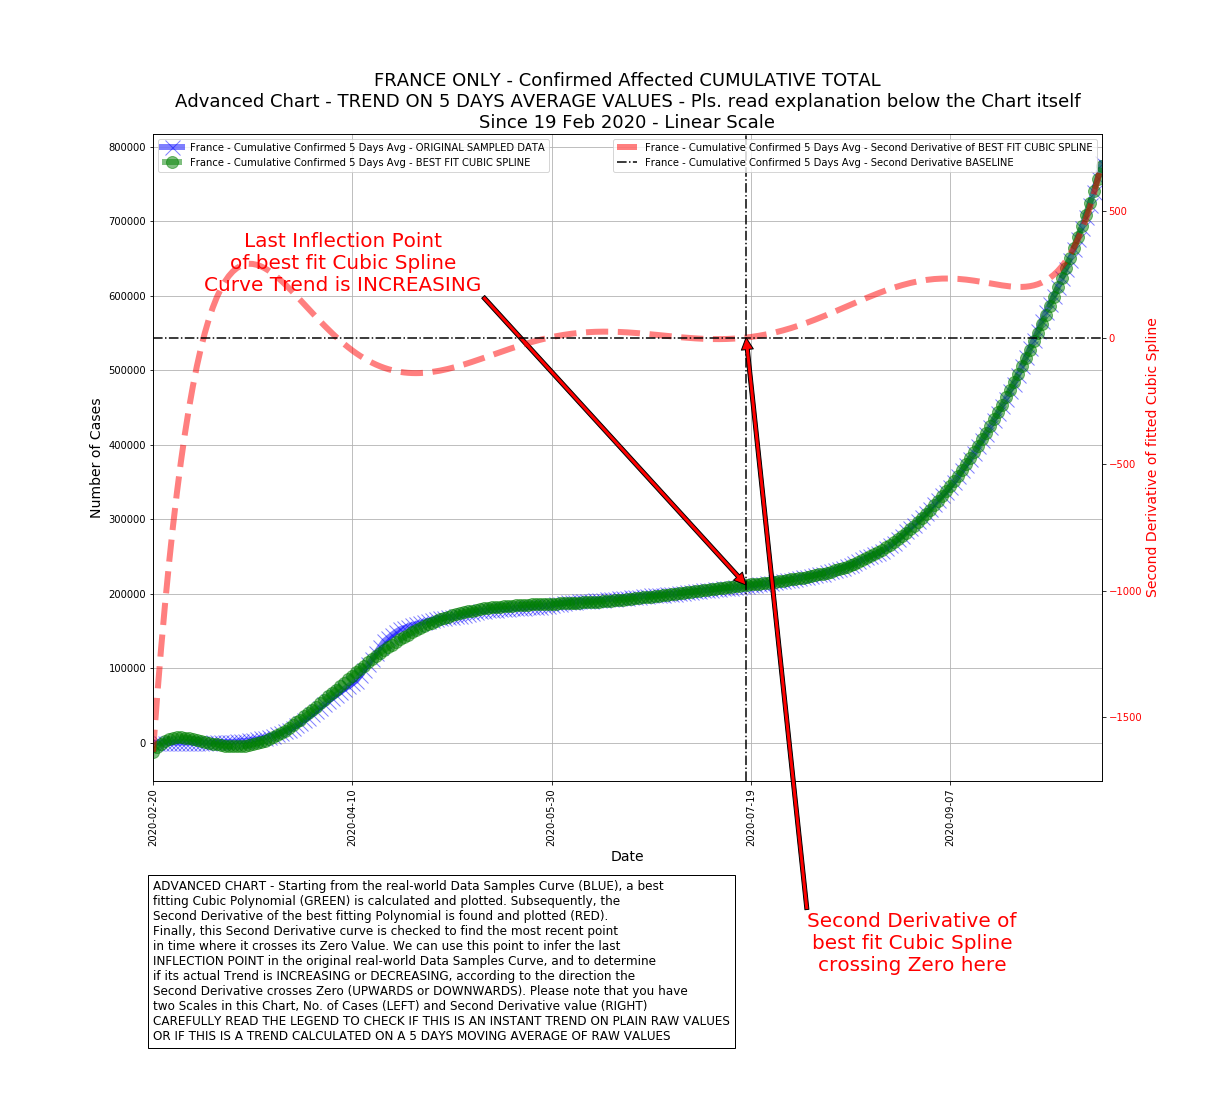 FRANCE ONLY - Confirmed Affected CUMULATIVE TOTAL
Advanced Chart - TREND ON 5 DAYS AVERAGE VALUES - Pls. read explanation below the Chart itself
Since 19 Feb 2020 - Linear Scale
France - Cumulative Confirmed 5 Days Avg - ORIGINAL SAMPLED DATA
France - Cumulative Confirmed 5 Days Avg - BEST FIT CUBIC SPLINE
France - Cumulative Confirmed 5 Days Avg - Second Derivative of BEST FIT CUBIC SPLINE
France - Cumulative Confirmed 5 Days Avg - Second Derivative BASELINE
Last Inflection Point
of best fit Cubic Spline
Curve Trend is INCREASING
Number of Cases
800000
700000
600000
500000
400000
300000
200000
100000
0
500
0
−500
−1000
−1500
Second Derivative of fitted Cubic Spline
2020-02-20
2020-04-10
2020-05-30
2020-07-19
2020-09-07
Date
ADVANCED CHART - Starting from the real-world Data Samples Curve (BLUE), a best
fitting Cubic Polynomial (GREEN) is calculated and plotted. Subsequently, the
Second Derivative of the best fitting Polynomial is found and plotted (RED).
Finally, this Second Derivative curve is checked to find the most recent point
in time where it crosses its Zero Value. We can use this point to infer the last
INFLECTION POINT in the original real-world Data Samples Curve, and to determine
if its actual Trend is INCREASING or DECREASING, according to the direction the
Second Derivative crosses Zero (UPWARDS or DOWNWARDS). Please note that you have
two Scales in this Chart, No. of Cases (LEFT) and Second Derivative value (RIGHT)
CAREFULLY READ THE LEGEND TO CHECK IF THIS IS AN INSTANT TREND ON PLAIN RAW VALUES
OR IF THIS IS A TREND CALCULATED ON A 5 DAYS MOVING AVERAGE OF RAW VALUES
Second Derivative of
best fit Cubic Spline
crossing Zero here